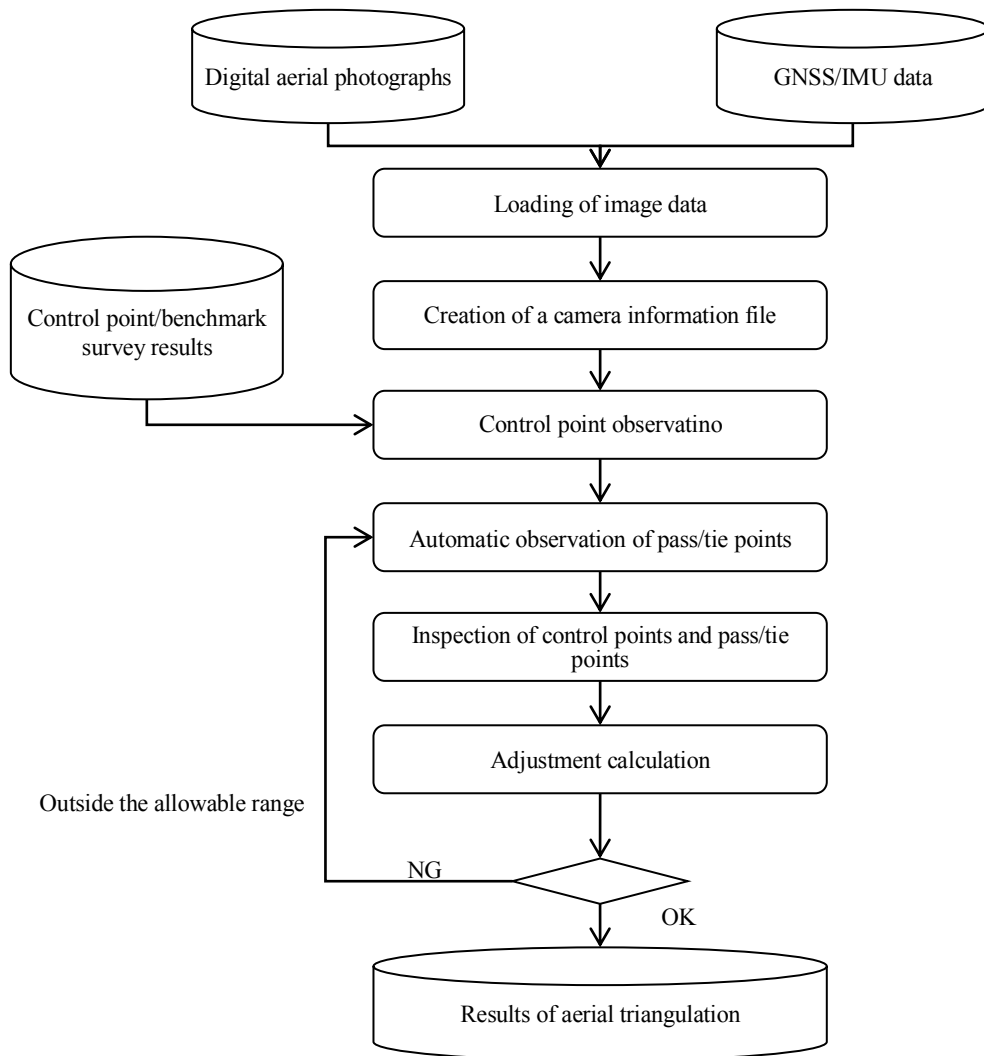 Digital aerial photographs
GNSS/IMU data
Loading of image data
Control point/benchmark
survey results
Creation of a camera information file
Control point observatino
Automatic observation of pass/tie points
Inspection of control points and pass/tie
points
Adjustment calculation
Outside the allowable range
NG
OK
Results of aerial triangulation